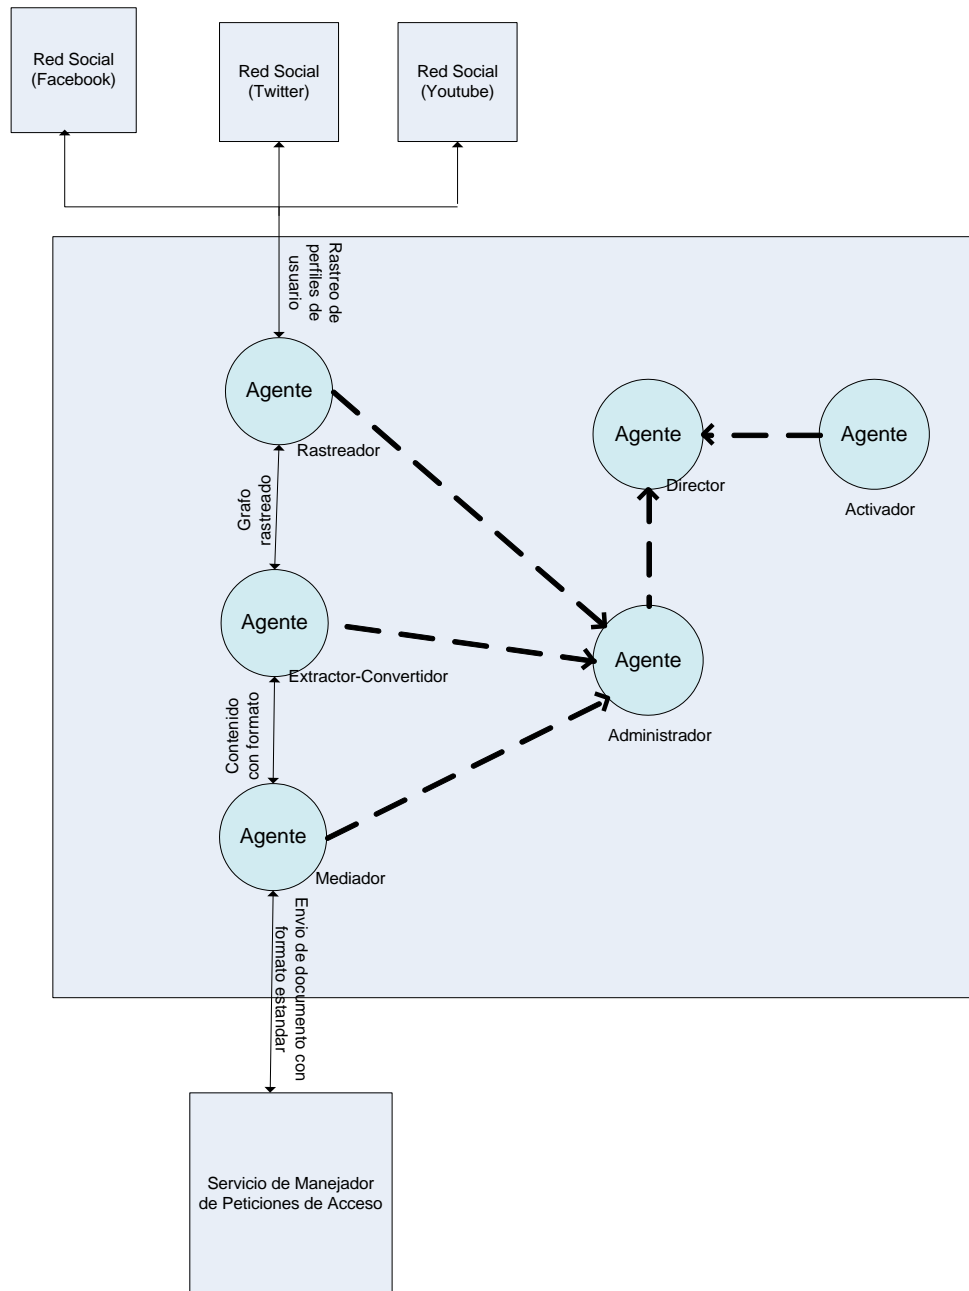 Red Social
(Facebook)
Red Social
(Twitter)
Red Social
(Youtube)
Rastreo de
perfiles de
usuario
Agente
Rastreador
Agente
Director
Agente
Activador
Grafo
rastreado
Agente
Extractor-Convertidor
Agente
Administrador
Contenido
con formato
Agente
Mediador
Envio de documento con
formato estandar
Servicio de Manejador
de Peticiones de Acceso